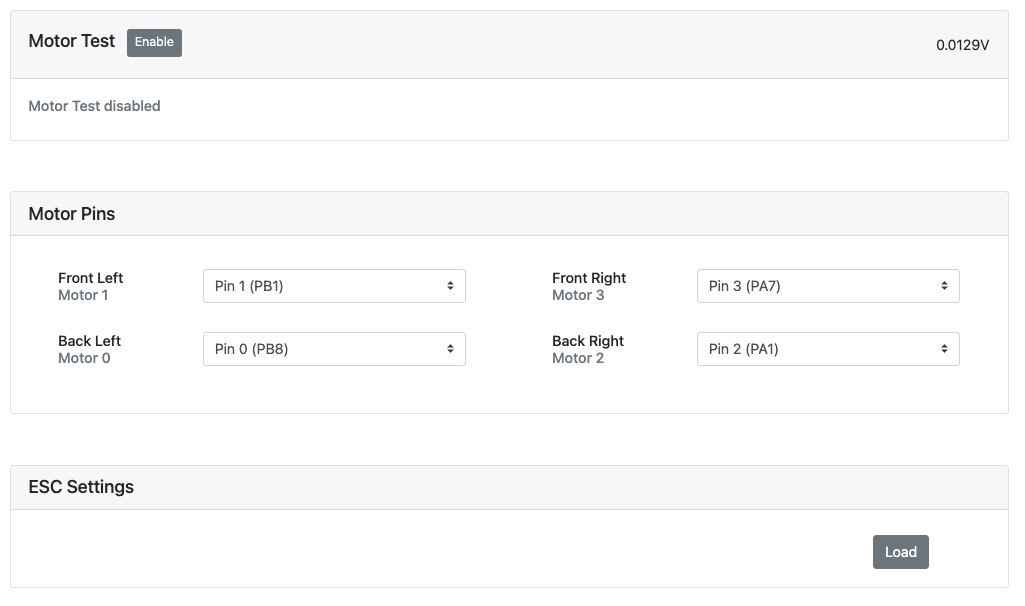 Motor Test Enable 0.0129V
Motor Test disabled
Motor Pins
Front Left Pin 1 (PB1) Front Right Pin 3 (PA7)
Motor 1 Motor 3
Back Left Pin 0 (PB8) Back Right Pin 2 (PA1)
Motor 0 Motor 2
ESC Settings
Load